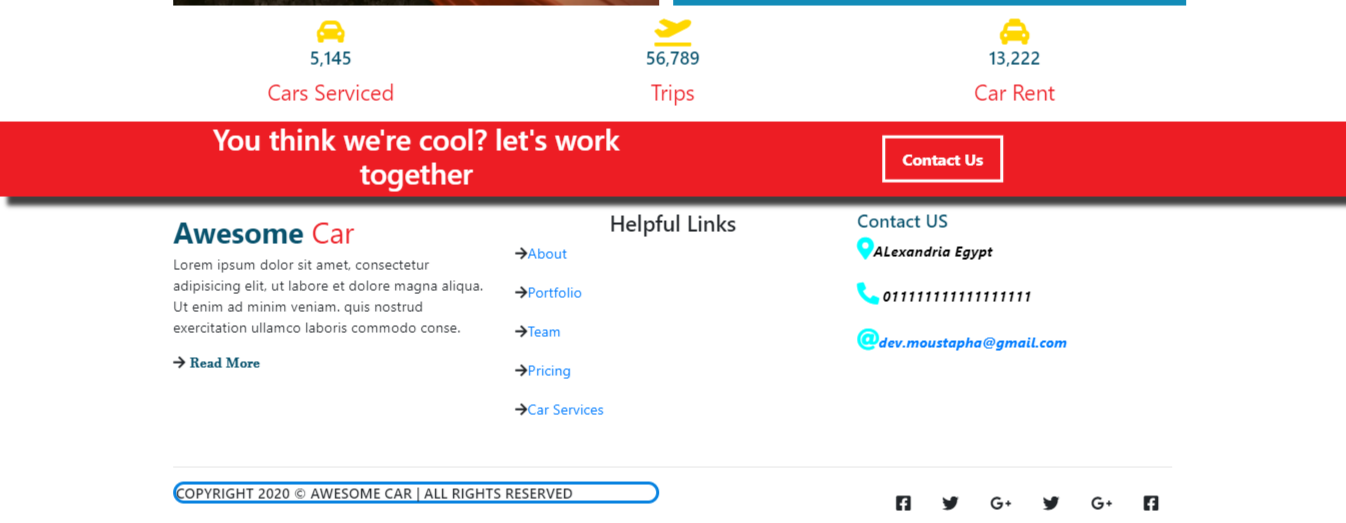 5,145
56,789
13,222
Cars Serviced
Trips
Car Rent
You think we're cool? let's work
together
Contact Us
Awesome Car
Lorem ipsum dolor sit amet, consectetur
adipisicing elit, ut labore et dolore magna aliqua.
Ut enim ad minim veniam. quis nostrud
exercitation ullamco laboris commodo conse.
Read More
Helpful Links
About
Portfolio
Team
Pricing
Car Services
Contact US
ALexandria Egypt
011111111111111111
@dev.moustapha@gmail.com
COPYRIGHT 2020 © AWESOME CAR | ALL RIGHTS RESERVED
G+
G+